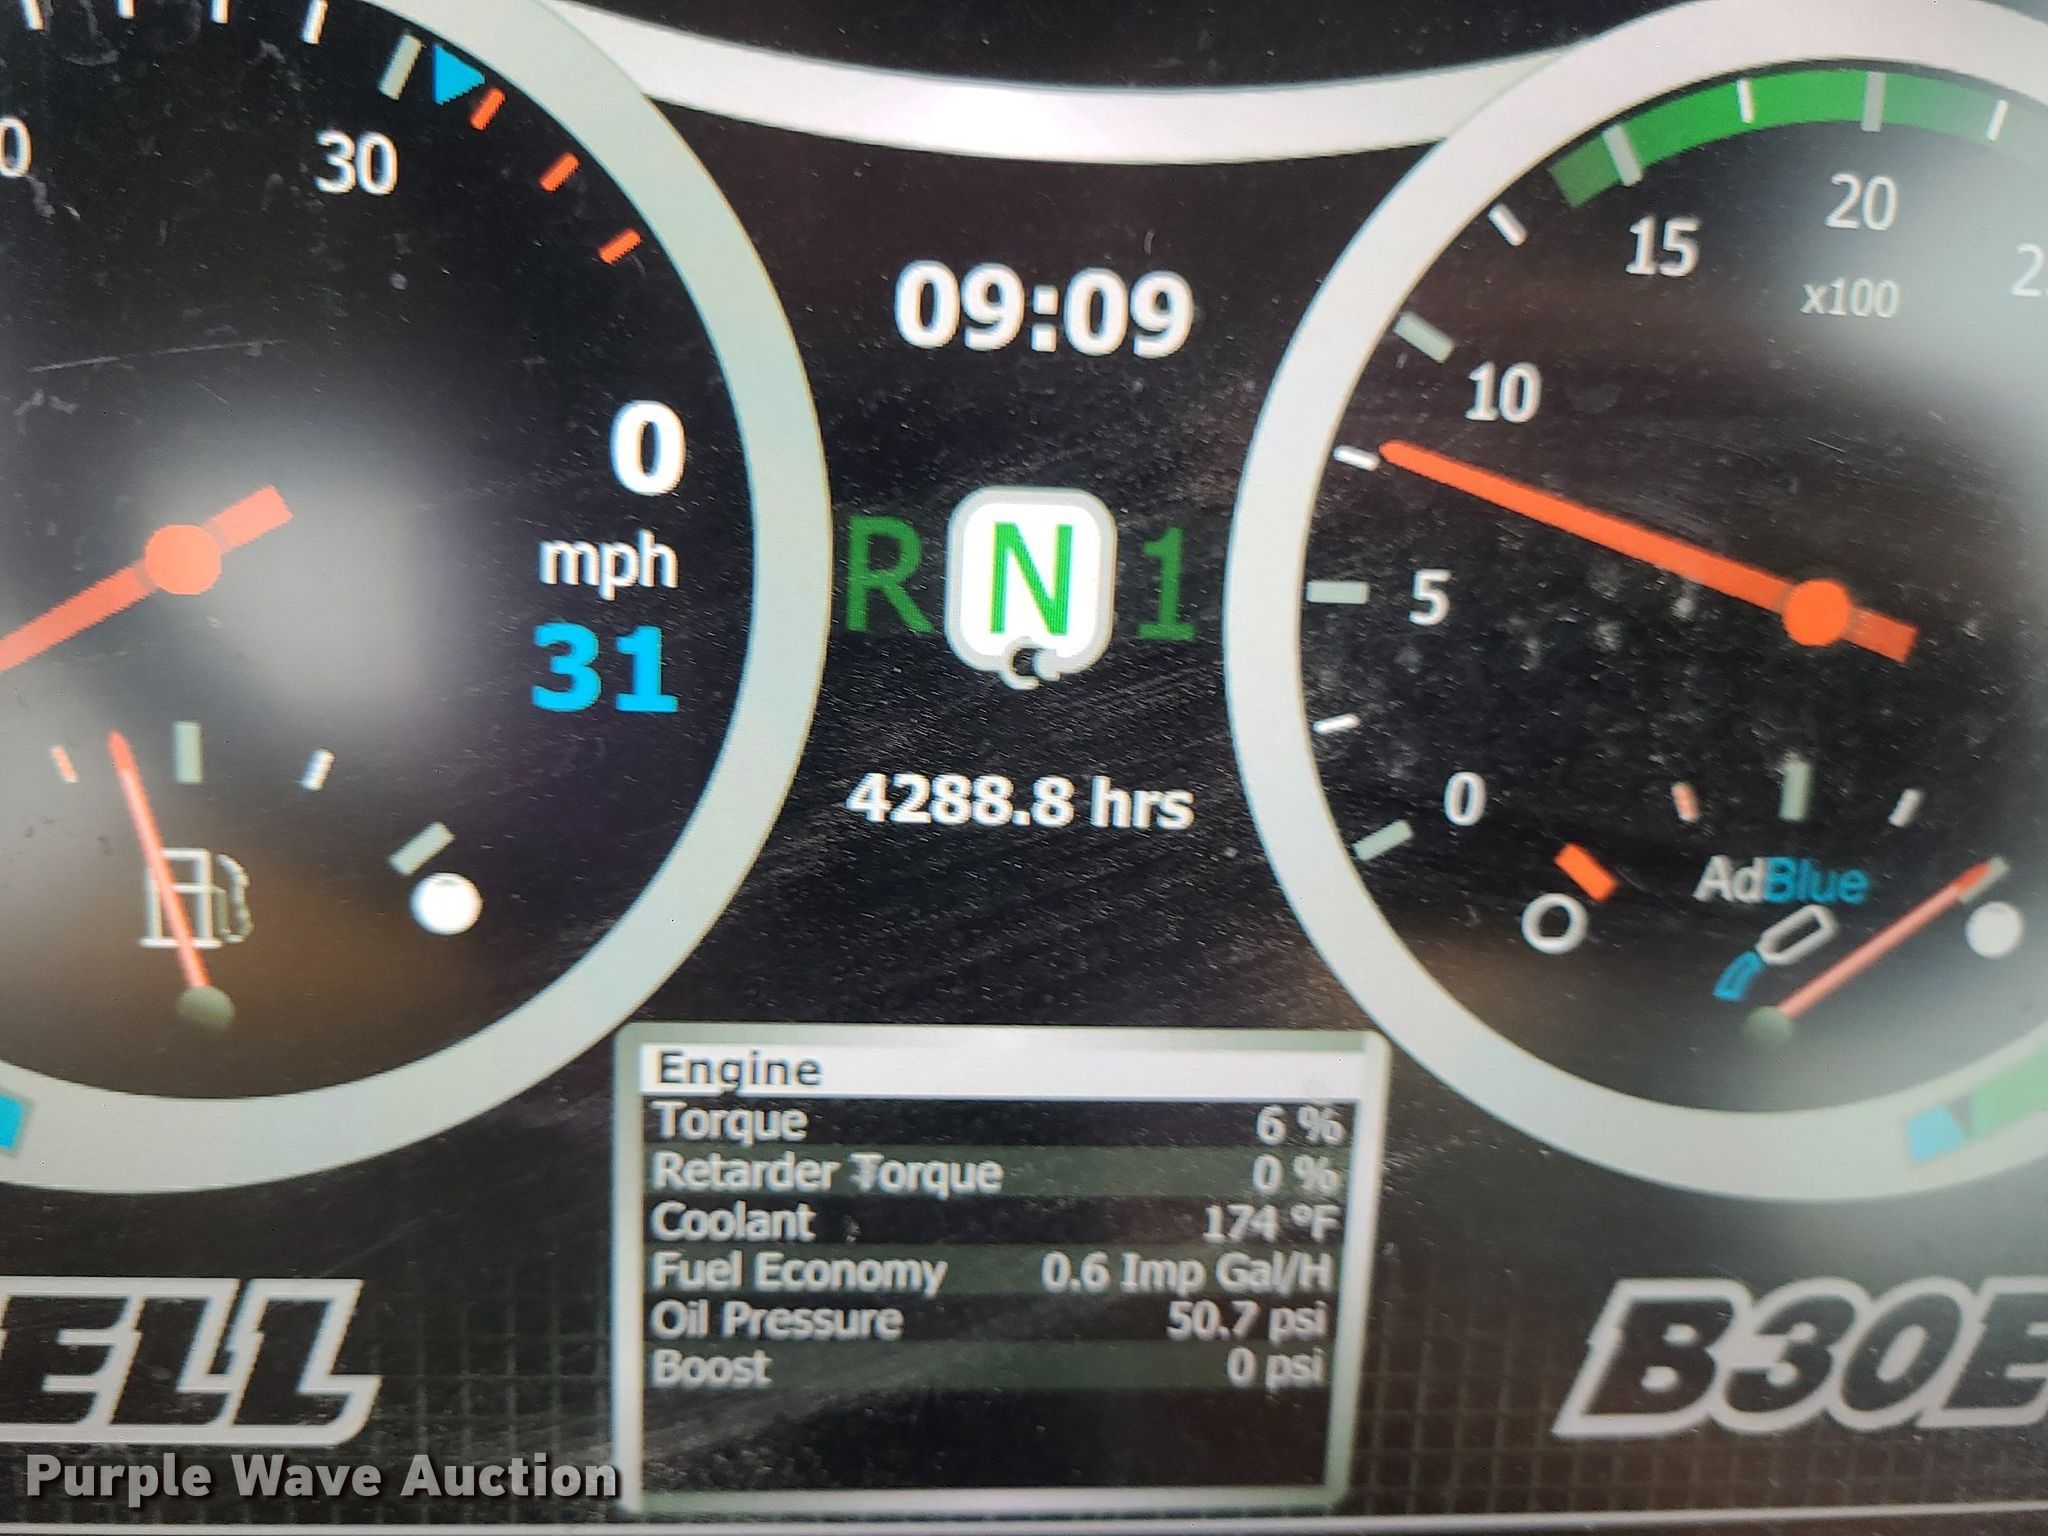 30
0
mph
31
09:09
R N 1
4288.8 hrs
0
5
10
15
20
x100
AdBlue
Engine
Torque 6 %
Retarder Torque 0 %
Coolant 174 °F
Fuel Economy 0.6 Imp Gal/H
Oil Pressure 50.7 psi
Boost 0 psi
ELL
B30E
Purple Wave Auction